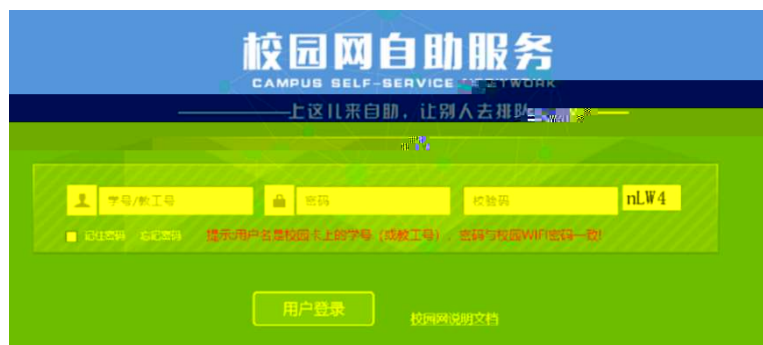 校园网自助服务
CAMPUS SELF-SERVICE NETWORK
上这儿来自助，让别人去排队
学号/教工号 密码 校验码 nLW4
记住密码 忘记密码 提示:用户名是校园卡上的学号（或教工号），密码与校园WIFI密码一致!
用户登录 校园网说明文档